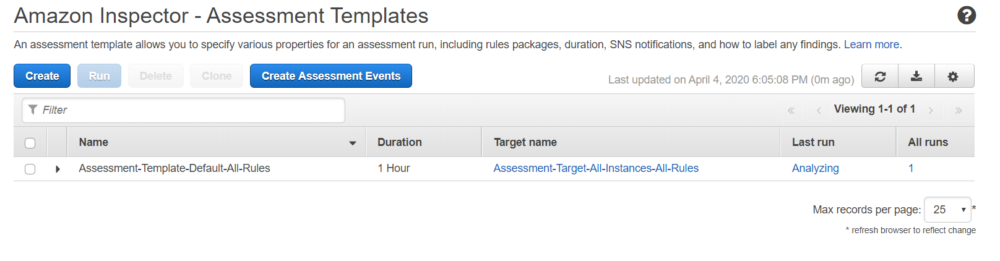 Amazon Inspector - Assessment Templates
An assessment template allows you to specify various properties for an assessment run, including rules packages, duration, SNS notifications, and how to label any findings. Learn more.
Create Run Delete Clone Create Assessment Events Last updated on April 4, 2020 6:05:08 PM (0m ago)
Filter Viewing 1-1 of 1
Name Duration Target name Last run All runs
Assessment-Template-Default-All-Rules 1 Hour Assessment-Target-All-Instances-All-Rules Analyzing 1
Max records per page: 25 *
* refresh browser to reflect change